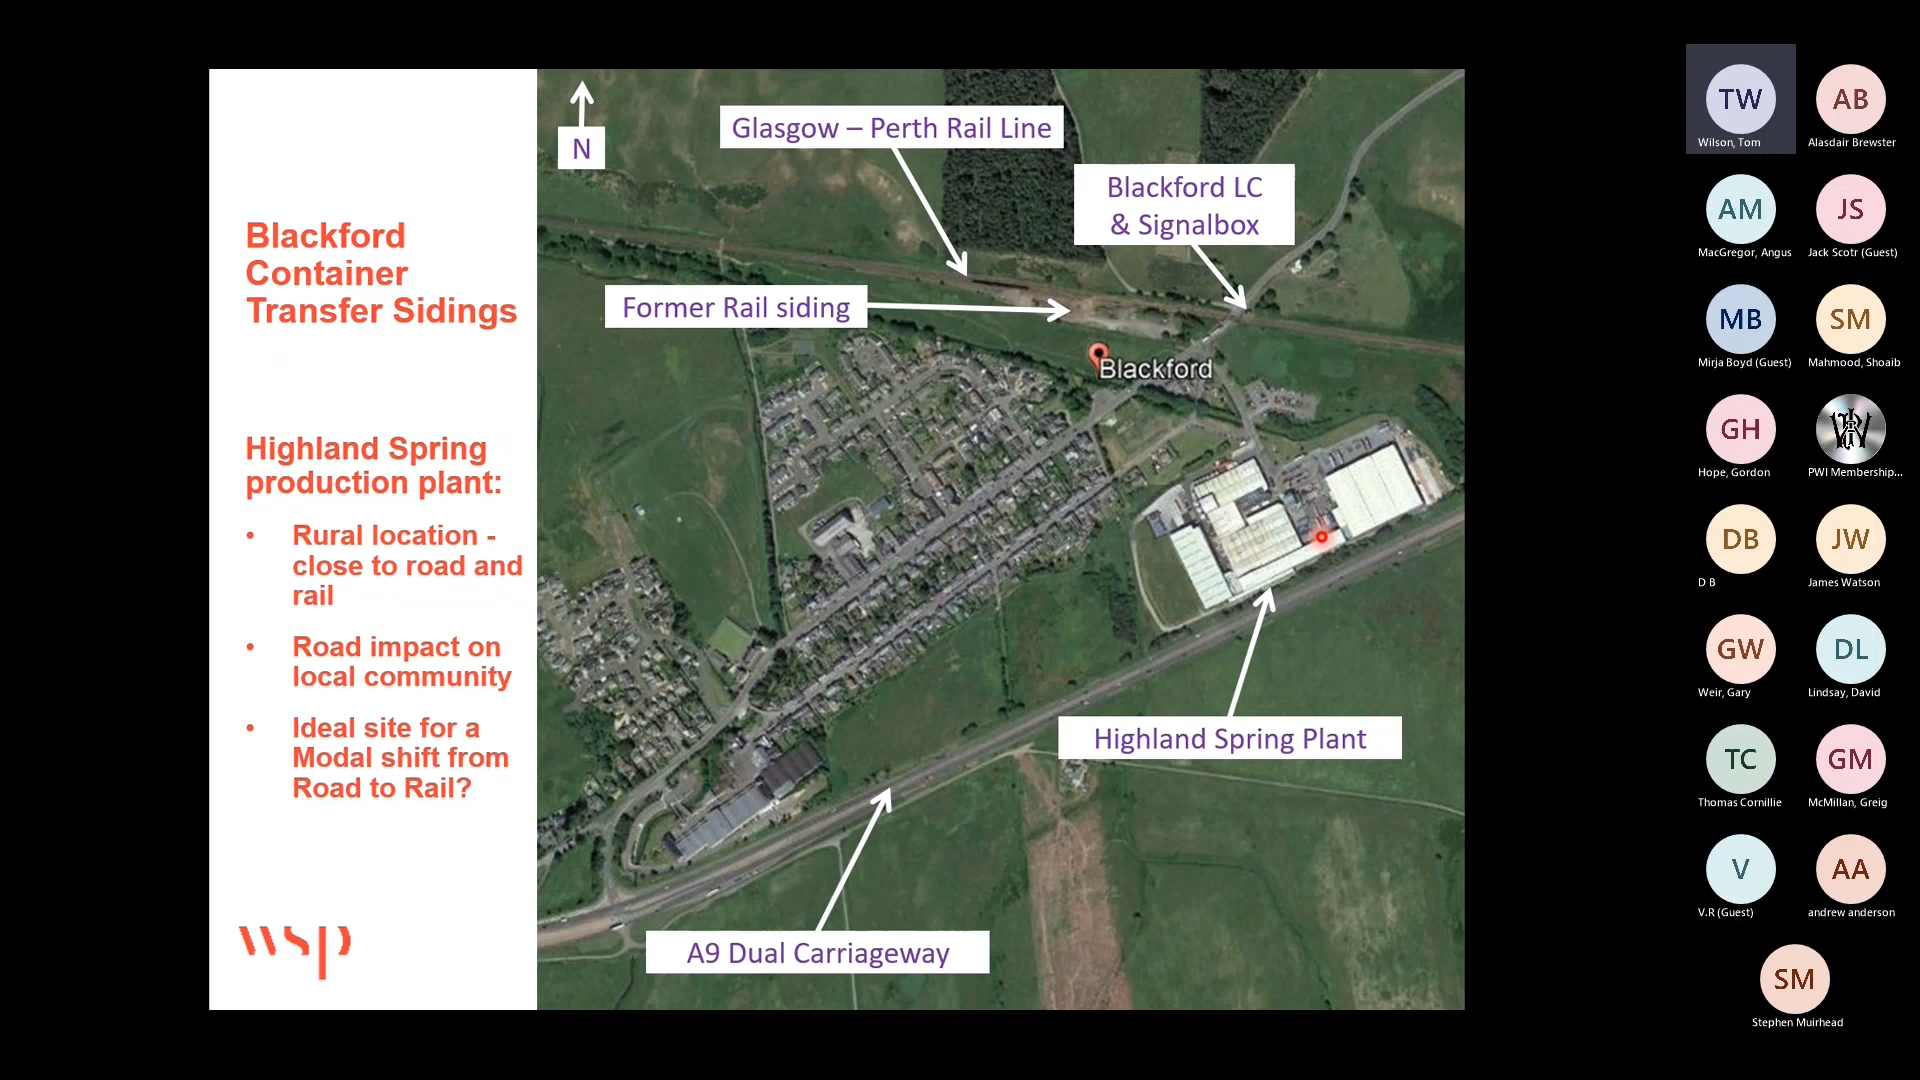 Blackford
Container
Transfer Sidings
Highland Spring
production plant:
• Rural location -
close to road and
rail
• Road impact on
local community
• Ideal site for a
Modal shift from
Road to Rail?
wsp
N
Glasgow – Perth Rail Line
Blackford LC
& Signalbox
Former Rail siding
Blackford
Highland Spring Plant
A9 Dual Carriageway
TW
Wilson, Tom
AB
Alasdair Brewster
AM
MacGregor, Angus
JS
Jack Scotr (Guest)
MB
Mirja Boyd (Guest)
SM
Mahmood, Shoaib
GH
Hope, Gordon
PWI Membership...
DB
D B
JW
James Watson
GW
Weir, Gary
DL
Lindsay, David
TC
Thomas Cornillie
GM
McMillan, Greig
V
V.R (Guest)
AA
andrew anderson
SM
Stephen Muirhead